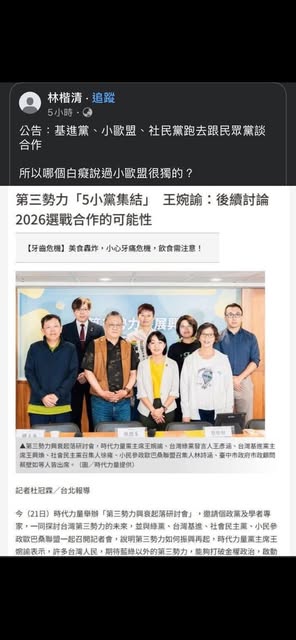 林楷清・追蹤
5小時・
公告：基進黨、小歐盟、社民黨跑去跟民眾黨談
合作
所以哪個白癡說過小歐盟很獨的？
第三勢力「5小黨集結」 王婉諭：後續討論
2026選戰合作的可能性
【牙齒危機】美食轟炸，小心牙痛危機，飲食需注意！
▲第三勢力興衰起落研討會，時代力量黨主席王婉諭、台灣綠黨發言人王彥涵、台灣基進黨主
席王興煥、社會民主黨召集人徐雍、小民參政歐巴桑聯盟召集人林詩涵、臺中市政府市政顧問
蔡壁如等人皆出席。（圖／時代力量提供）
記者杜冠霖／台北報導
今（21日）時代力量舉辦「第三勢力興衰起落研討會」，邀請個政黨及學者專
家，一同探討台灣第三勢力的未來，並與綠黨、台灣基進、社會民主黨、小民參
政歐巴桑聯盟一起召開記者會，說明第三勢力如何振興再起，時代力量黨主席王
婉諭表示，許多台灣人民，期待藍綠以外的第三勢力，能夠打破金權政治，啟動